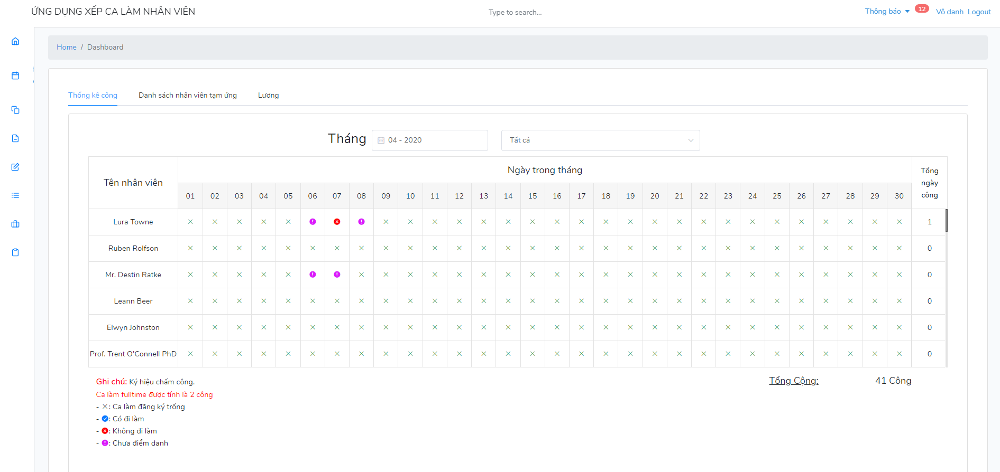 ỨNG DỤNG XẾP CA LÀM NHÂN VIÊN
Type to search...
Thông báo 12 Vô danh Logout
Home / Dashboard
Thống kê công Danh sách nhân viên tạm ứng Lương
Tháng 04 - 2020 Tất cả
Tên nhân viên Ngày trong tháng Tổng ngày công
01 02 03 04 05 06 07 08 09 10 11 12 13 14 15 16 17 18 19 20 21 22 23 24 25 26 27 28 29 30
Lura Towne 1
Ruben Rolfson 0
Mr. Destin Ratke 0
Leann Beer 0
Elwyn Johnston 0
Prof. Trent O'Connell PhD 0
Ghi chú: Ký hiệu chấm công.
Tổng Cộng: 41 Công
Ca làm fulltime được tính là 2 công
- ×: Ca làm đăng ký trống
- : Có đi làm
- : Không đi làm
- : Chưa điểm danh